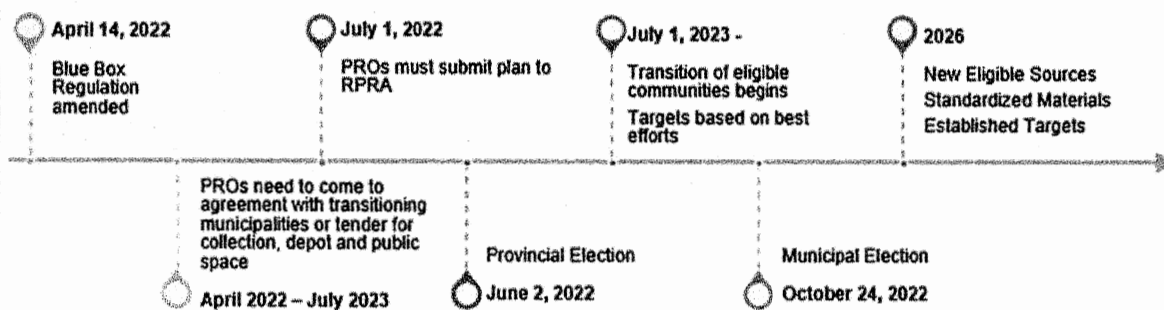 April 14, 2022
Blue Box
Regulation
amended
July 1, 2022
PROs must submit plan to
RPRA
July 1, 2023 -
Transition of eligible
communities begins
Targets based on best
efforts
2026
New Eligible Sources
Standardized Materials
Established Targets
PROs need to come to
agreement with transitioning
municipalities or tender for
collection, depot and public
space
April 2022 – July 2023
Provincial Election
June 2, 2022
Municipal Election
October 24, 2022